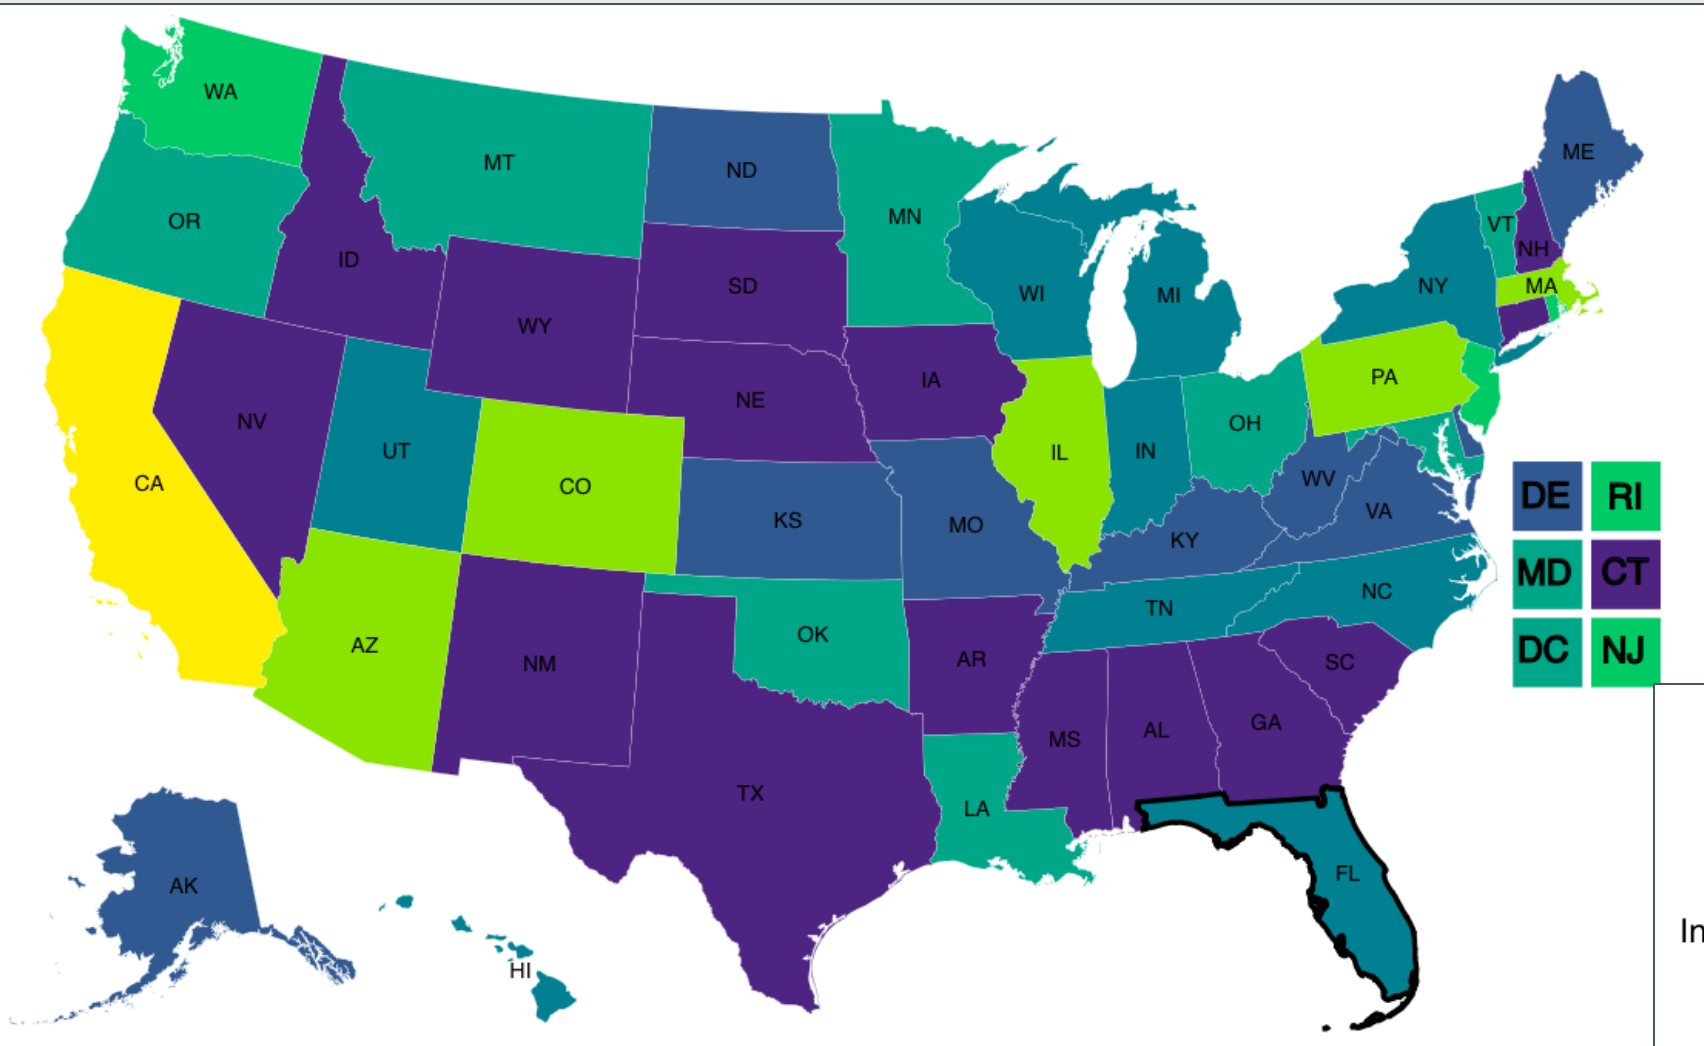 WA
ME
MT
ND
MN
OR
VT
NH
ID
SD
WI
MI
NY
MA
WY
IA
PA
NE
NV
OH
UT
IL
IN
CA
CO
WV
KS
MO
VA
DE RI
KY
MD CT
NC
TN
OK
AZ
NM
AR
SC
DC NJ
GA
AL
MS
TX
LA
FL
AK
In
HI